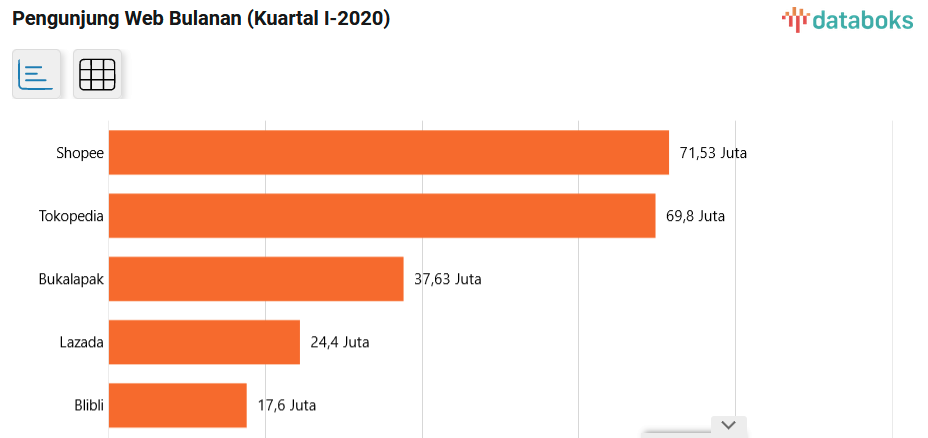 Pengunjung Web Bulanan (Kuartal I-2020)
databoks
Shopee 71,53 Juta
Tokopedia 69,8 Juta
Bukalapak 37,63 Juta
Lazada 24,4 Juta
Blibli 17,6 Juta